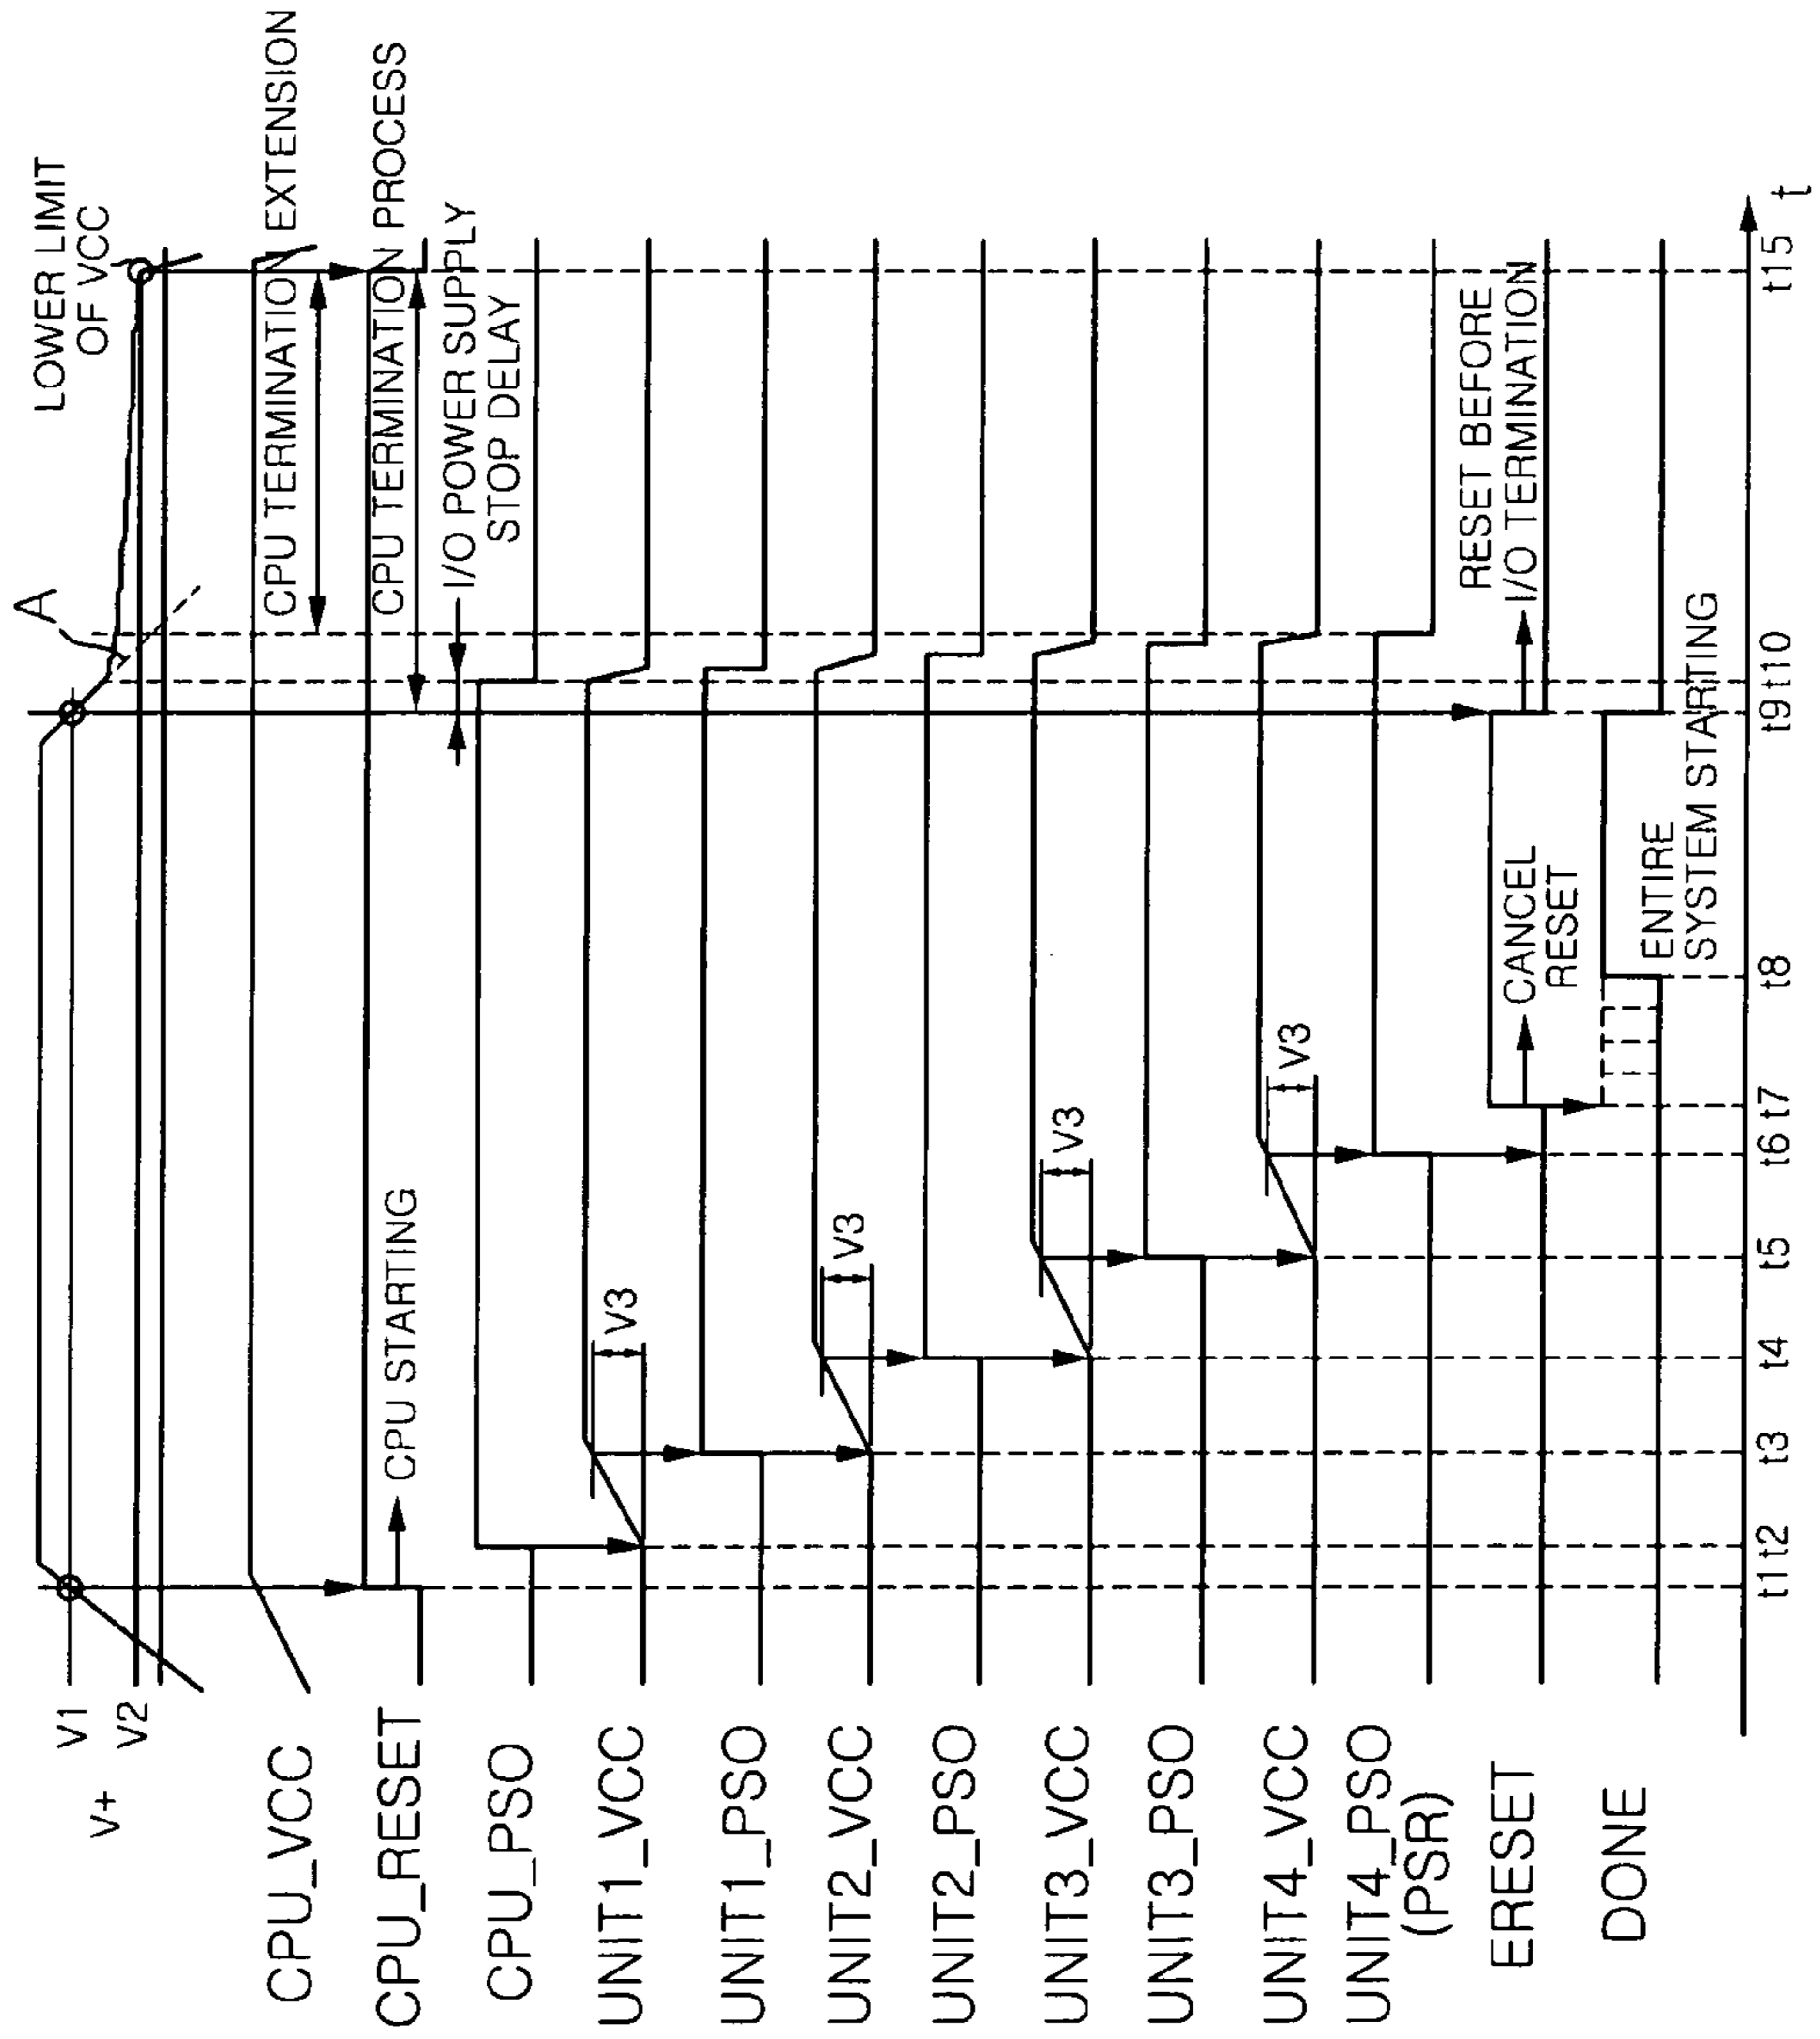 LOWER LIMIT
OF VCC
A
V1
V+
V2
CPU_VCC
CPU TERMINATION EXTENSION
CPU_RESET
CPU STARTING
CPU TERMINATION PROCESS
I/O POWER SUPPLY
STOP DELAY
CPU_PSO
UNIT1_VCC
V3
UNIT1_PSO
UNIT2_VCC
V3
UNIT2_PSO
UNIT3_VCC
V3
UNIT3_PSO
UNIT4_VCC
V3
UNIT4_PSO
(PSR)
ERESET
CANCEL
RESET
RESET BEFORE
I/O TERMINATION
DONE
ENTIRE
SYSTEM STARTING
t1 t2 t3 t4 t5 t6 t7 t8 t9 t10 t15 t